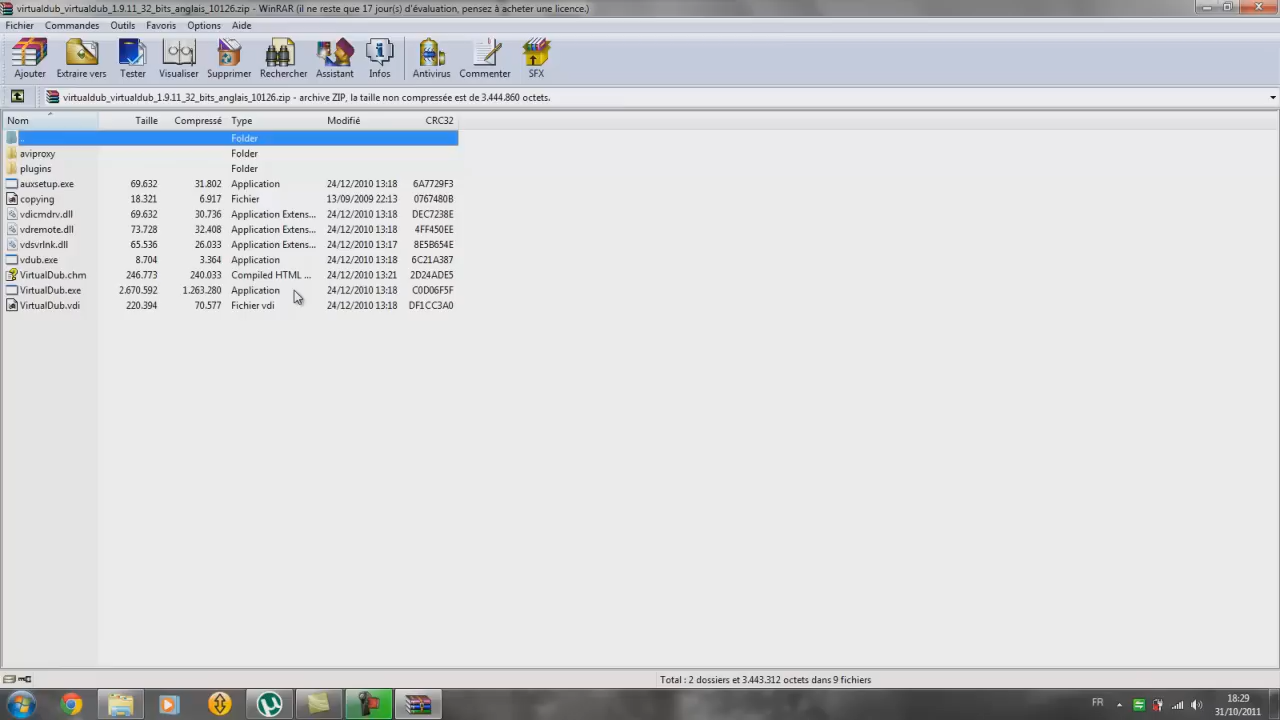 virtualdub_virtualdub_1.9.11_32_bits_anglais_10126.zip - WinRAR (il ne reste que 17 jour(s) d'évaluation, pensez à acheter une licence.)
Fichier Commandes Outils Favoris Options Aide
Ajouter Extraire vers Tester Visualiser Supprimer Rechercher Assistant Infos Antivirus Commenter SFX
virtualdub_virtualdub_1.9.11_32_bits_anglais_10126.zip - archive ZIP, la taille non compressée est de 3.444.860 octets.
Nom Taille Compressé Type Modifié CRC32
.. Folder
aviproxy Folder
plugins Folder
auxsetup.exe 69.632 31.802 Application 24/12/2010 13:18 6A7729F3
copying 18.321 6.917 Fichier 13/09/2009 22:13 0767480B
vdicmdrv.dll 69.632 30.736 Application Extens... 24/12/2010 13:18 DEC7238E
vdremote.dll 73.728 32.408 Application Extens... 24/12/2010 13:18 4FF450EE
vdsvrlnk.dll 65.536 26.033 Application Extens... 24/12/2010 13:17 8E5B654E
vdub.exe 8.704 3.364 Application 24/12/2010 13:18 6C21A387
VirtualDub.chm 246.773 240.033 Compiled HTML ... 24/12/2010 13:21 2D24ADE5
VirtualDub.exe 2.670.592 1.263.280 Application 24/12/2010 13:18 C0D06F5F
VirtualDub.vdi 220.394 70.577 Fichier vdi 24/12/2010 13:18 DF1CC3A0
Total : 2 dossiers et 3.443.312 octets dans 9 fichiers
FR 18:29
31/10/2011